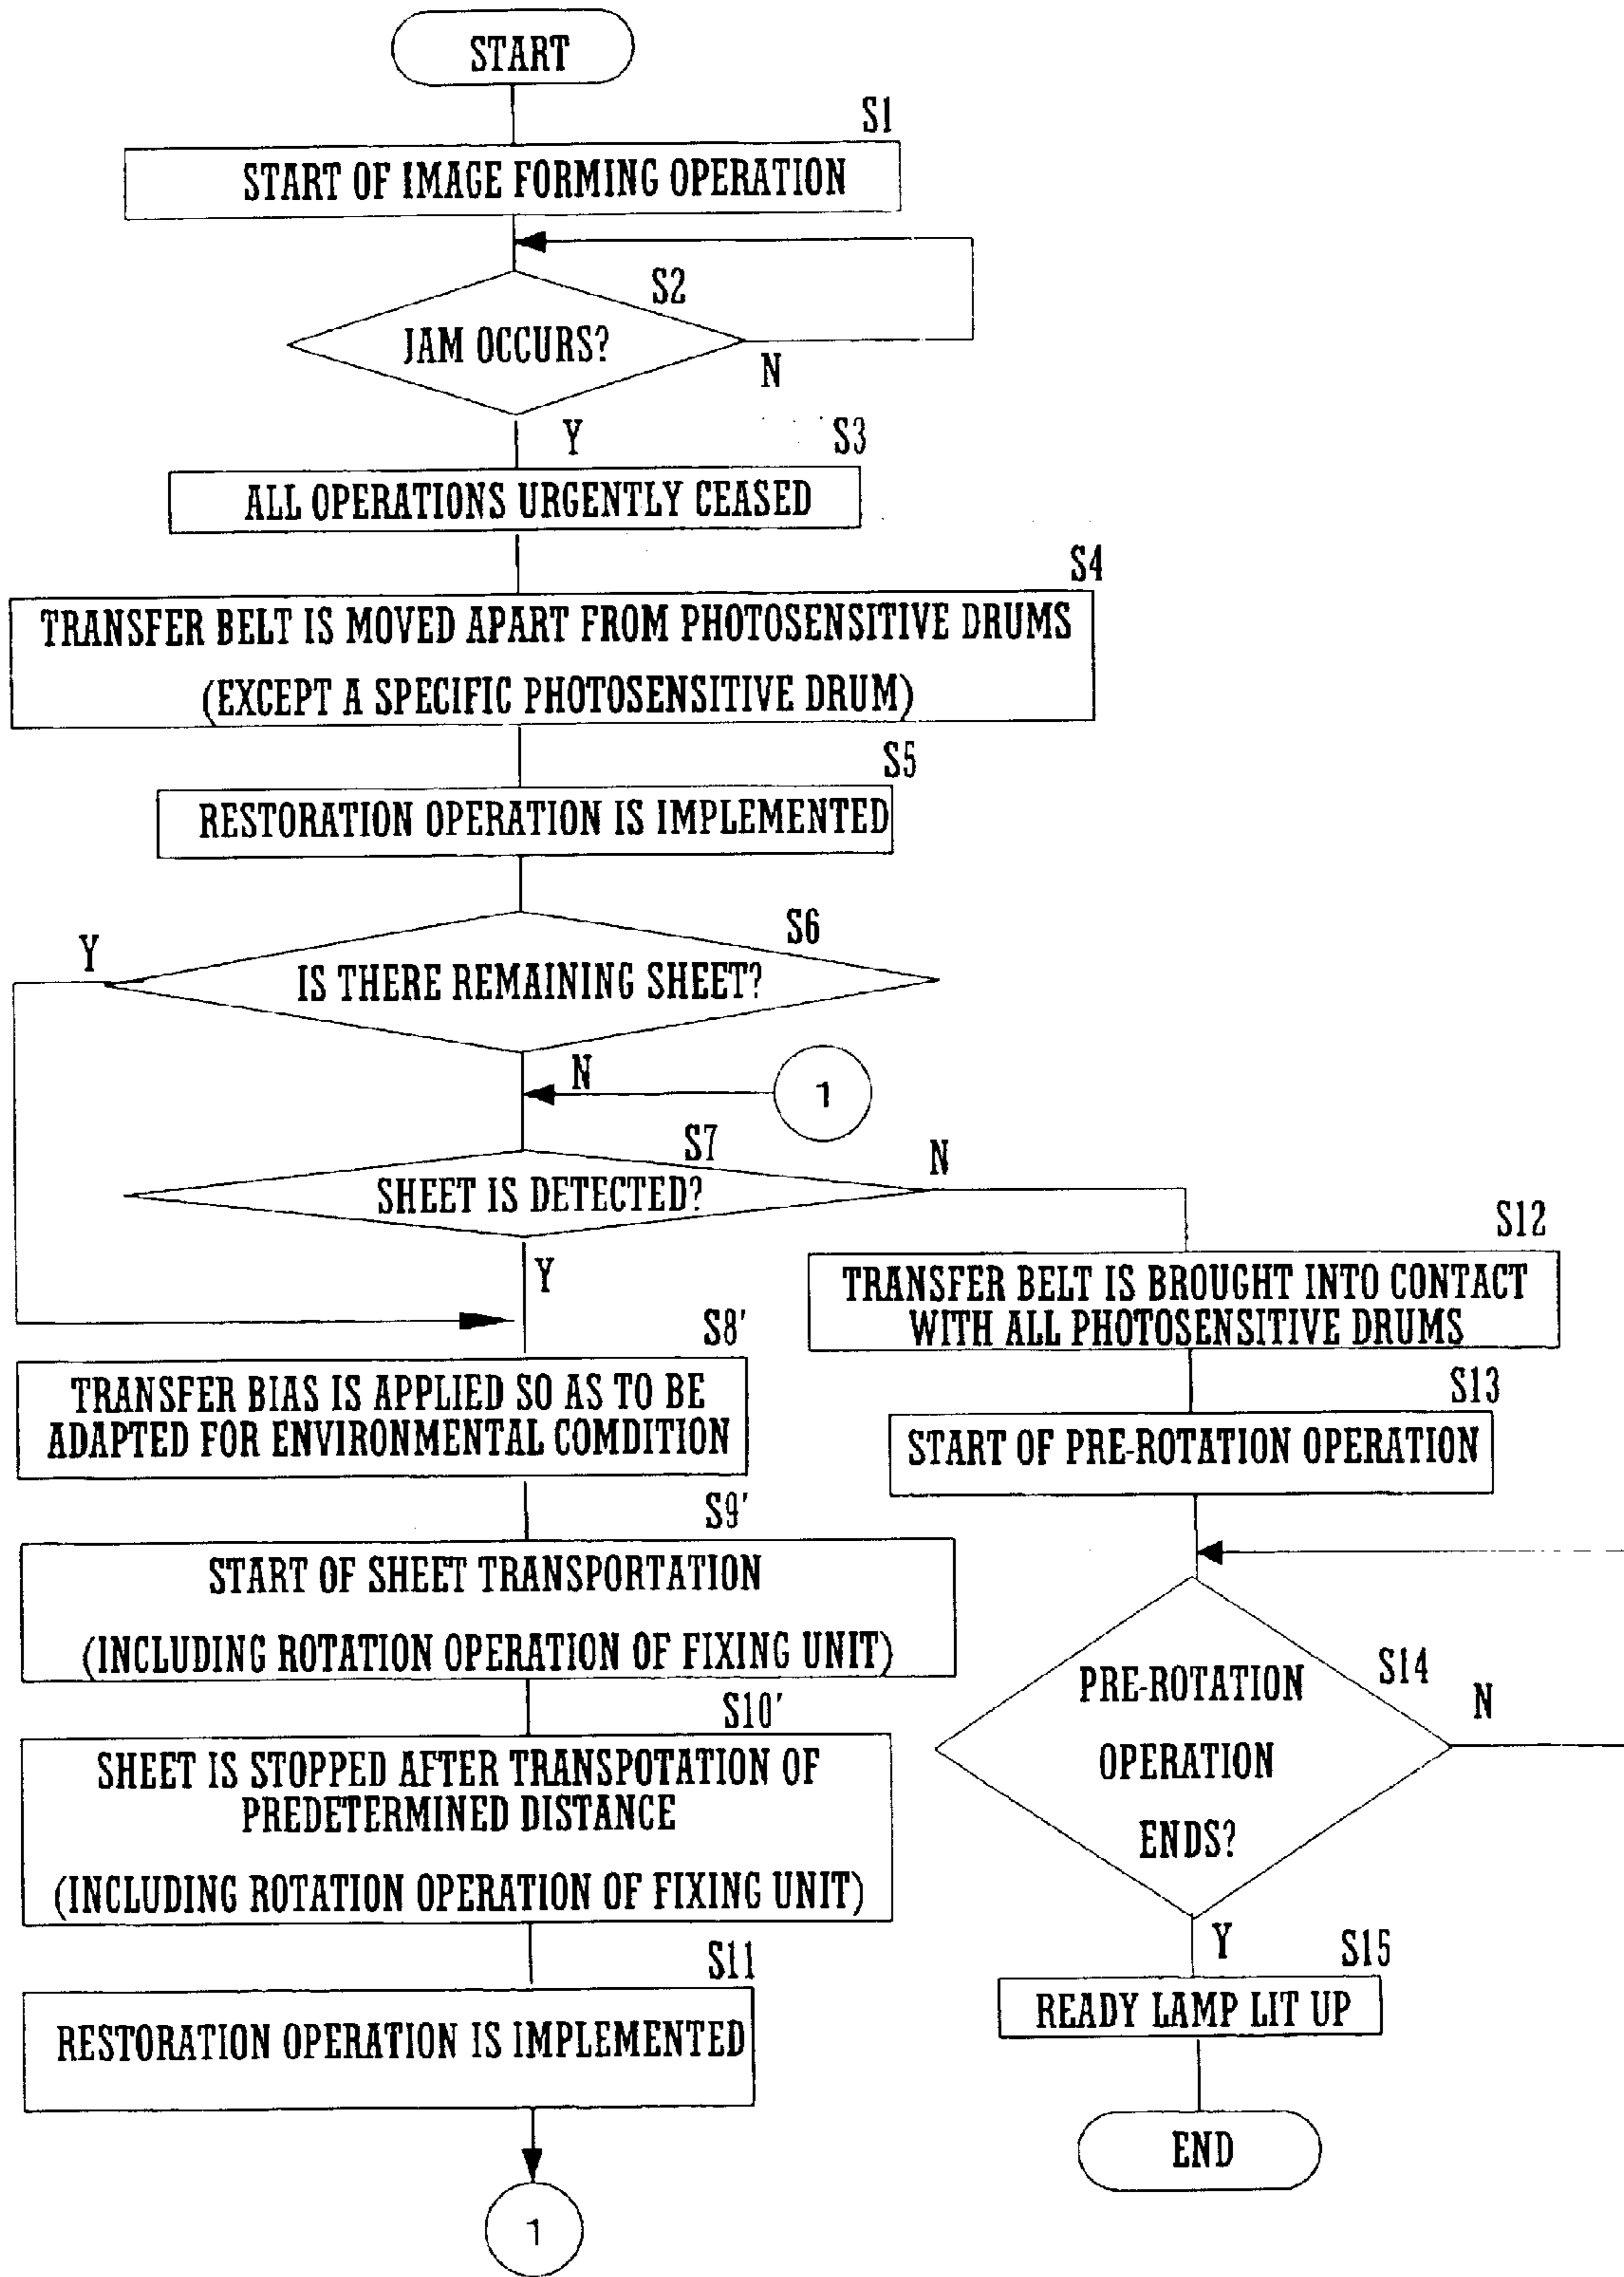 START
S1
START OF IMAGE FORMING OPERATION
S2
JAM OCCURS?
N
Y
S3
ALL OPERATIONS URGENTLY CEASED
S4
TRANSFER BELT IS MOVED APART FROM PHOTOSENSITIVE DRUMS
(EXCEPT A SPECIFIC PHOTOSENSITIVE DRUM)
S5
RESTORATION OPERATION IS IMPLEMENTED
S6
Y
IS THERE REMAINING SHEET?
N
1
S7
N
SHEET IS DETECTED?
Y
S8'
TRANSFER BIAS IS APPLIED SO AS TO BE
ADAPTED FOR ENVIRONMENTAL COMDITION
S9'
START OF SHEET TRANSPORTATION
(INCLUDING ROTATION OPERATION OF FIXING UNIT)
S10'
SHEET IS STOPPED AFTER TRANSPOTATION OF
PREDETERMINED DISTANCE
(INCLUDING ROTATION OPERATION OF FIXING UNIT)
S11
RESTORATION OPERATION IS IMPLEMENTED
1
S12
TRANSFER BELT IS BROUGHT INTO CONTACT
WITH ALL PHOTOSENSITIVE DRUMS
S13
START OF PRE-ROTATION OPERATION
S14
PRE-ROTATION
OPERATION
ENDS?
N
Y
S15
READY LAMP LIT UP
END